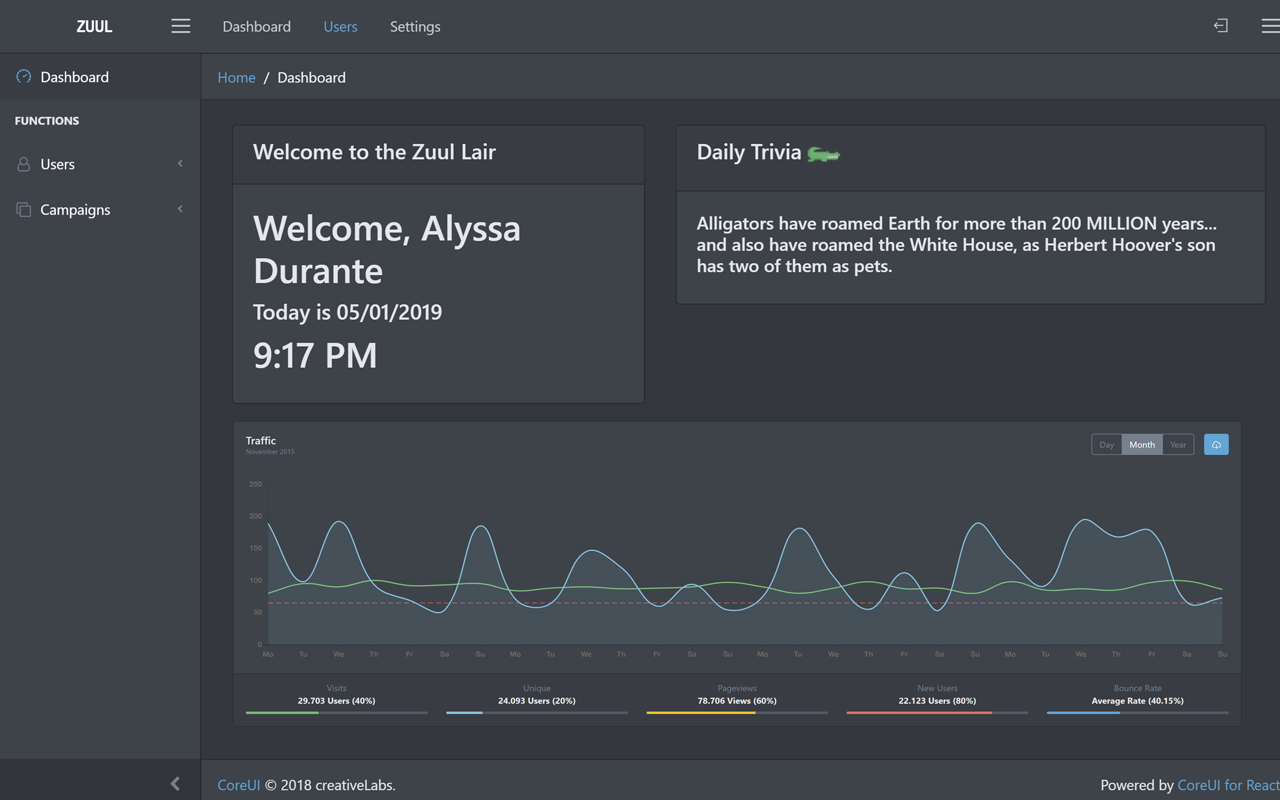 ZUUL
Dashboard Users Settings
Dashboard
Home / Dashboard
FUNCTIONS
Users
Campaigns
Welcome to the Zuul Lair
Welcome, Alyssa
Durante
Today is 05/01/2019
9:17 PM
Daily Trivia
Alligators have roamed Earth for more than 200 MILLION years...
and also have roamed the White House, as Herbert Hoover's son
has two of them as pets.
Traffic
November 2015
Day Month Year
250
200
150
100
50
0
Mo Tu We Th Fr Sa Su Mo Tu We Th Fr Sa Su Mo Tu We Th Fr Sa Su Mo Tu We Th Fr Sa Su
Visits
29.703 Users (40%)
Unique
24.093 Users (20%)
Pageviews
78.706 Views (60%)
New Users
22.123 Users (80%)
Bounce Rate
Average Rate (40.15%)
CoreUI © 2018 creativeLabs.
Powered by CoreUI for React